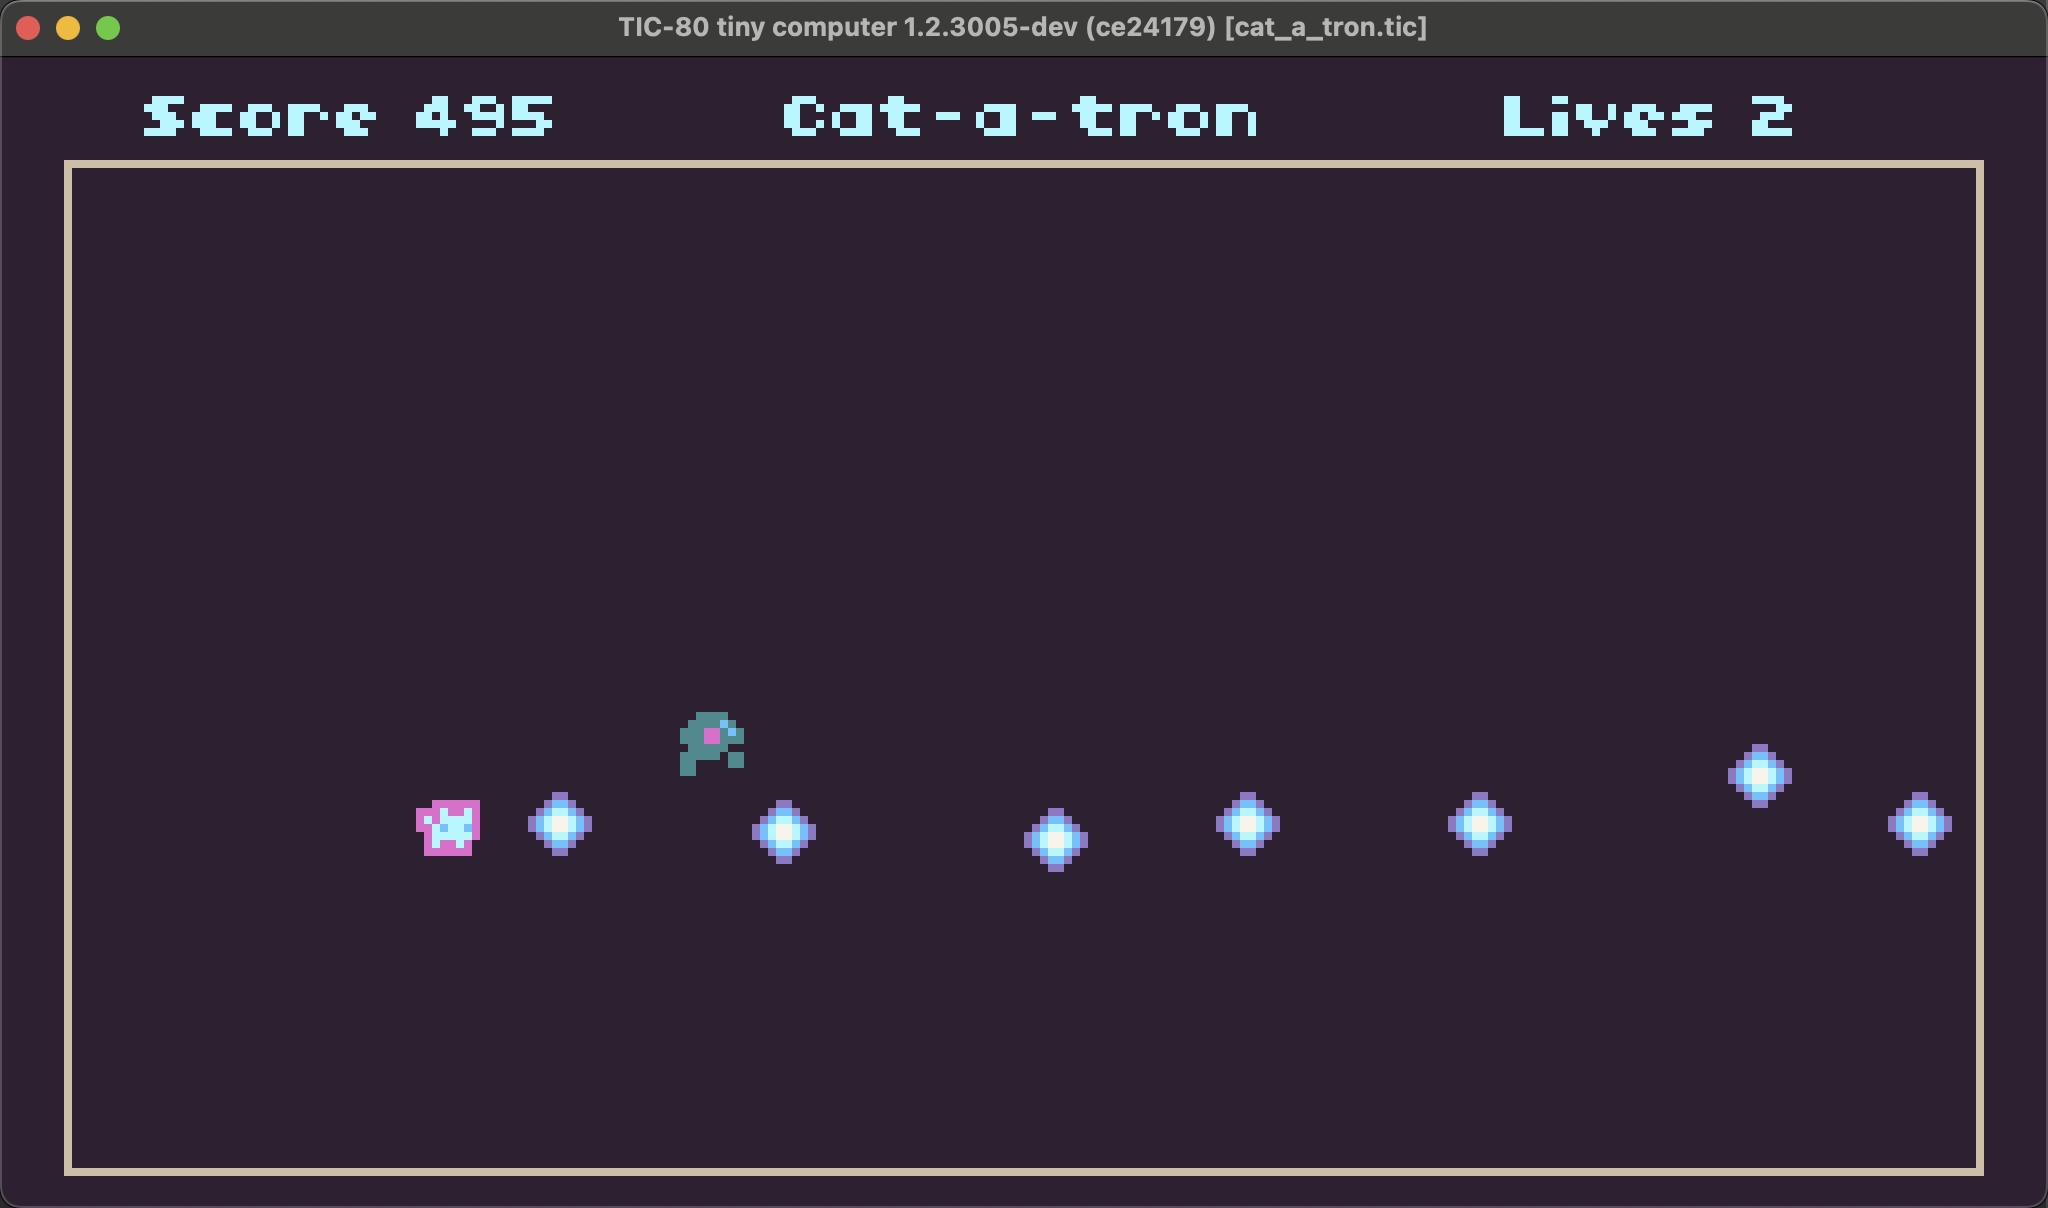 TIC-80 tiny computer 1.2.3005-dev (ce24179) [cat_a_tron.tic]
Score 495 Cat-a-tron Lives 2